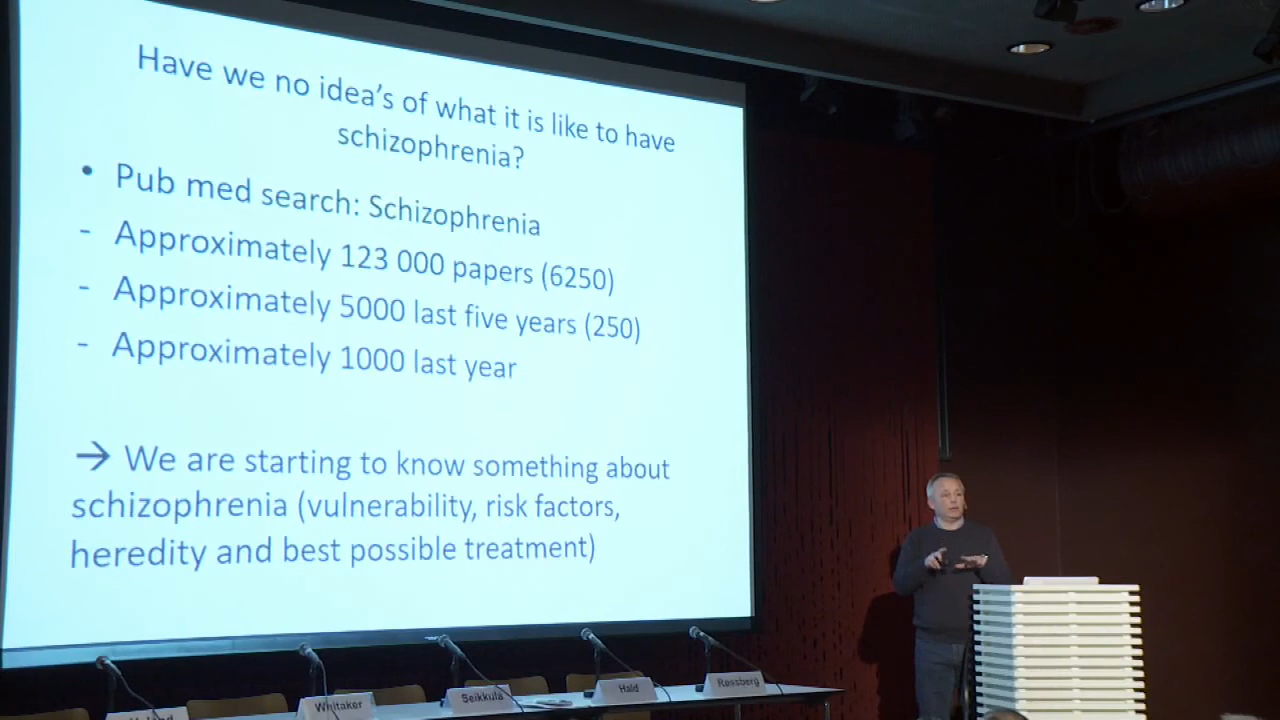 Have we no idea's of what it is like to have
schizophrenia?
• Pub med search: Schizophrenia
- Approximately 123 000 papers (6250)
- Approximately 5000 last five years (250)
- Approximately 1000 last year
→ We are starting to know something about
schizophrenia (vulnerability, risk factors,
heredity and best possible treatment)
Whitaker
Seikkula
Hald
Røssberg